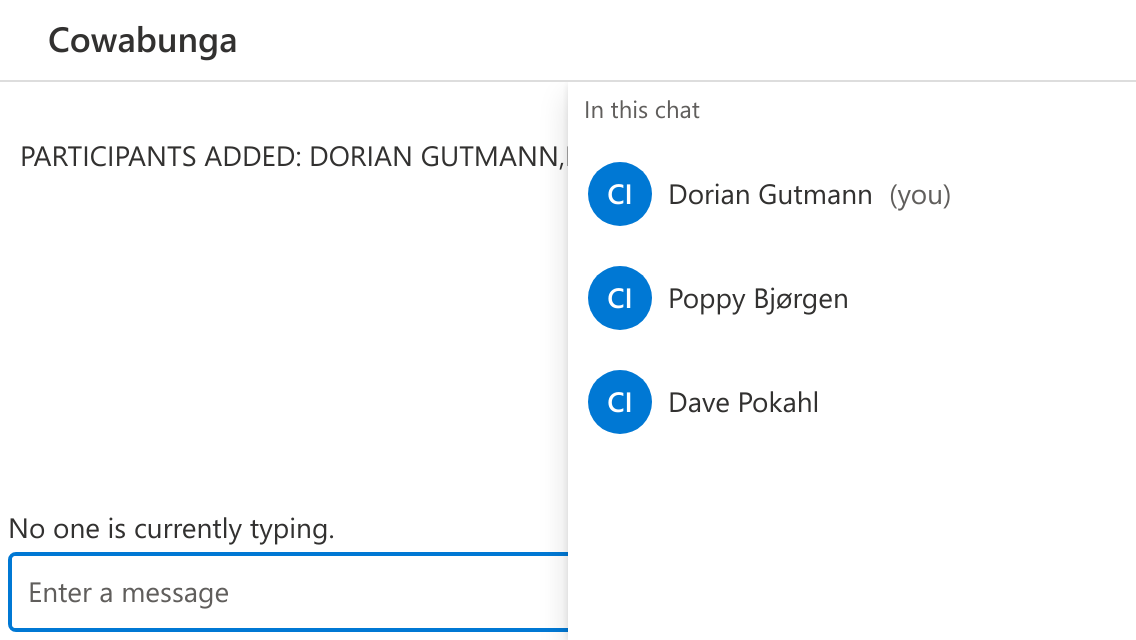 Cowabunga
PARTICIPANTS ADDED: DORIAN GUTMANN,
In this chat
CI Dorian Gutmann (you)
CI Poppy Bjørgen
CI Dave Pokahl
No one is currently typing.
Enter a message